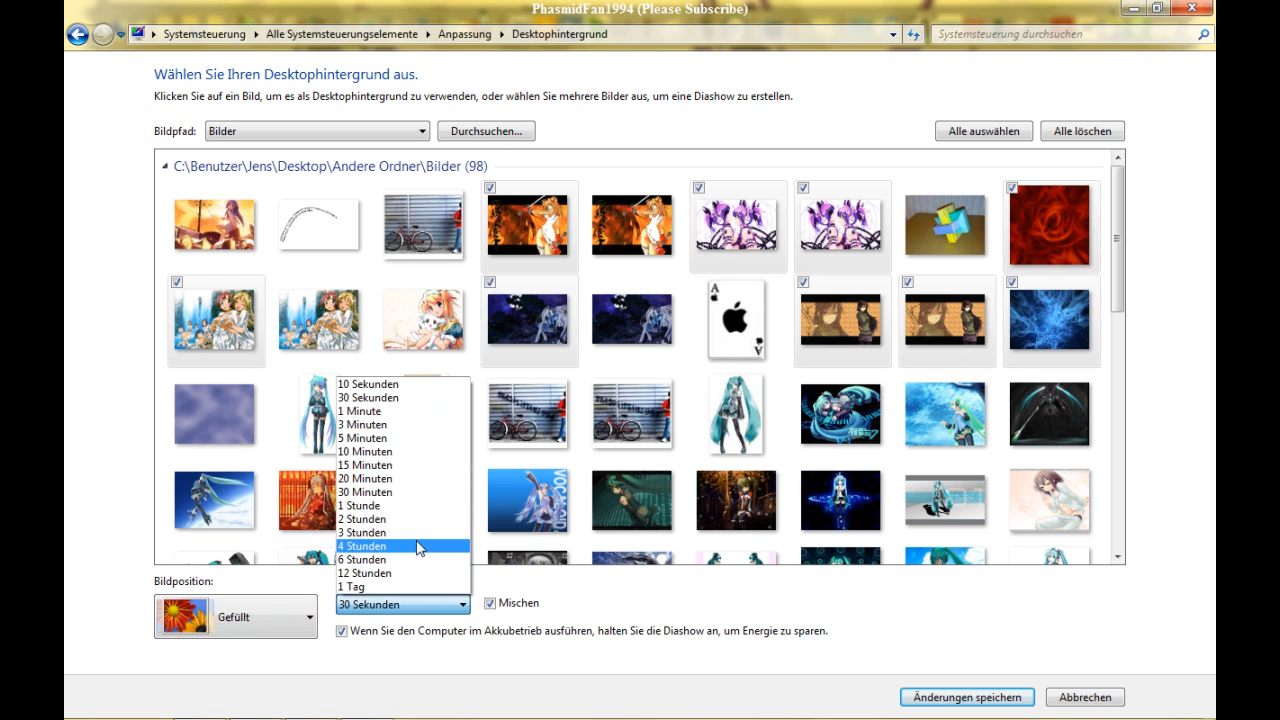 PhasmidFan1994 (Please Subscribe)
Systemsteuerung Alle Systemsteuerungselemente Anpassung Desktophintergrund
Systemsteuerung durchsuchen
Wählen Sie Ihren Desktophintergrund aus.
Klicken Sie auf ein Bild, um es als Desktophintergrund zu verwenden, oder wählen Sie mehrere Bilder aus, um eine Diashow zu erstellen.
Bildpfad: Bilder Durchsuchen... Alle auswählen Alle löschen
C:\Benutzer\Jens\Desktop\Andere Ordner\Bilder (98)
A
A
VOCALOID
10 Sekunden
30 Sekunden
1 Minute
3 Minuten
5 Minuten
10 Minuten
15 Minuten
20 Minuten
30 Minuten
1 Stunde
2 Stunden
3 Stunden
4 Stunden
6 Stunden
12 Stunden
1 Tag
Bildposition:
Gefüllt
30 Sekunden
Mischen
Wenn Sie den Computer im Akkubetrieb ausführen, halten Sie die Diashow an, um Energie zu sparen.
Änderungen speichern Abbrechen